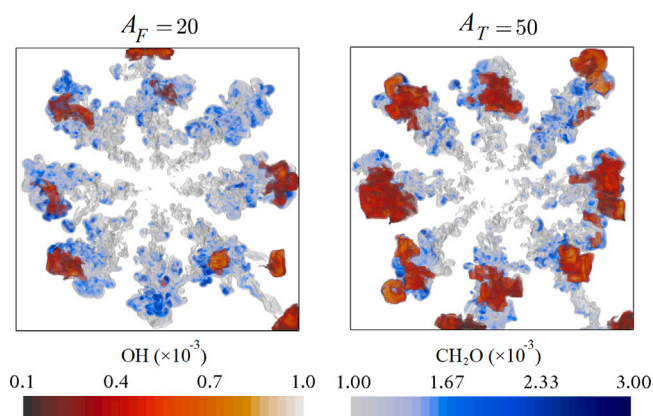 A_F = 20
A_T = 50
OH (×10⁻³)
0.1 0.4 0.7 1.0
CH₂O (×10⁻³)
1.00 1.67 2.33 3.00